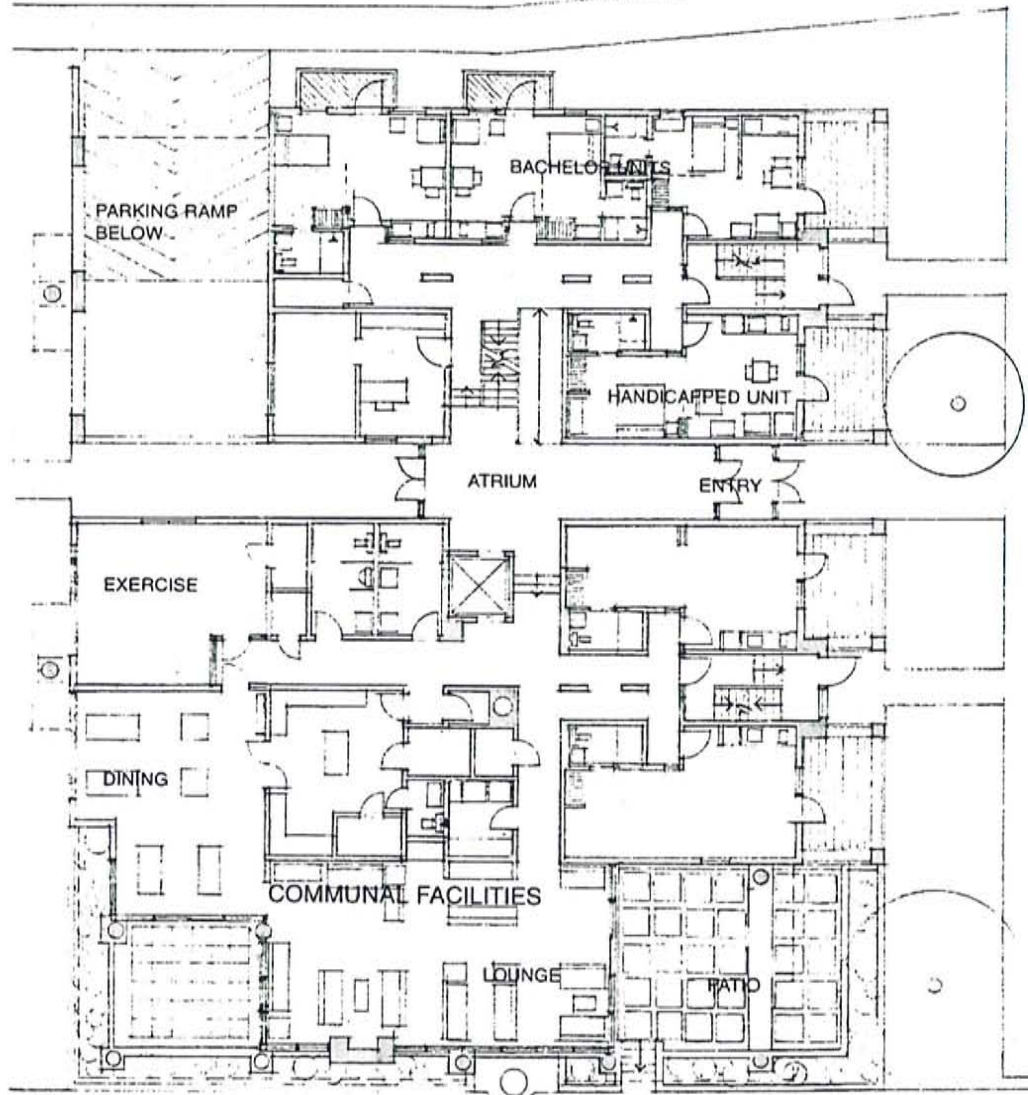 BACHELOR UNITS
PARKING RAMP
BELOW
HANDICAPPED UNIT
ATRIUM
ENTRY
EXERCISE
DINING
COMMUNAL FACILITIES
LOUNGE
PATIO